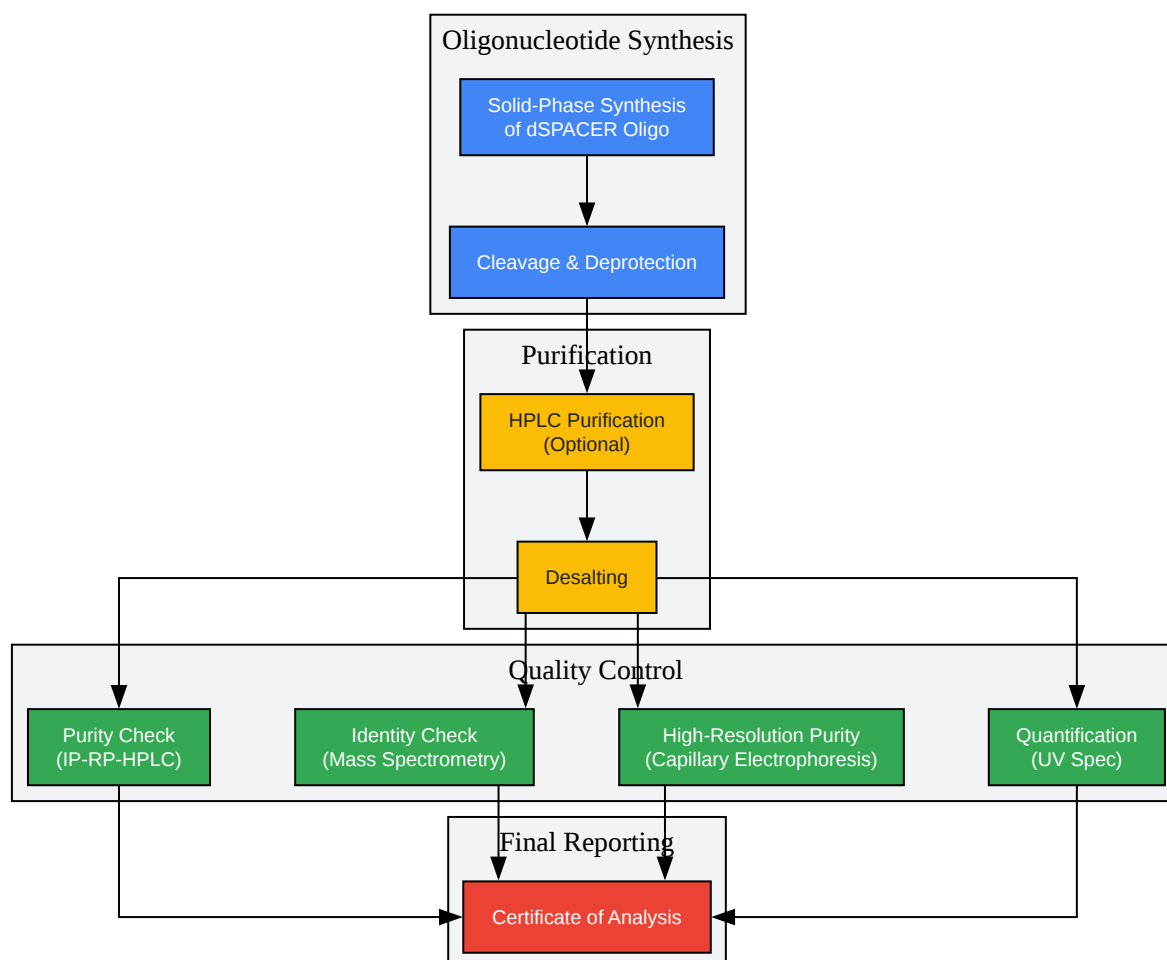 Oligonucleotide Synthesis
Solid-Phase Synthesis
of dSPACER Oligo
Cleavage & Deprotection
Purification
HPLC Purification
(Optional)
Desalting
Quality Control
Purity Check
(IP-RP-HPLC)
Identity Check
(Mass Spectrometry)
High-Resolution Purity
(Capillary Electrophoresis)
Quantification
(UV Spec)
Final Reporting
Certificate of Analysis